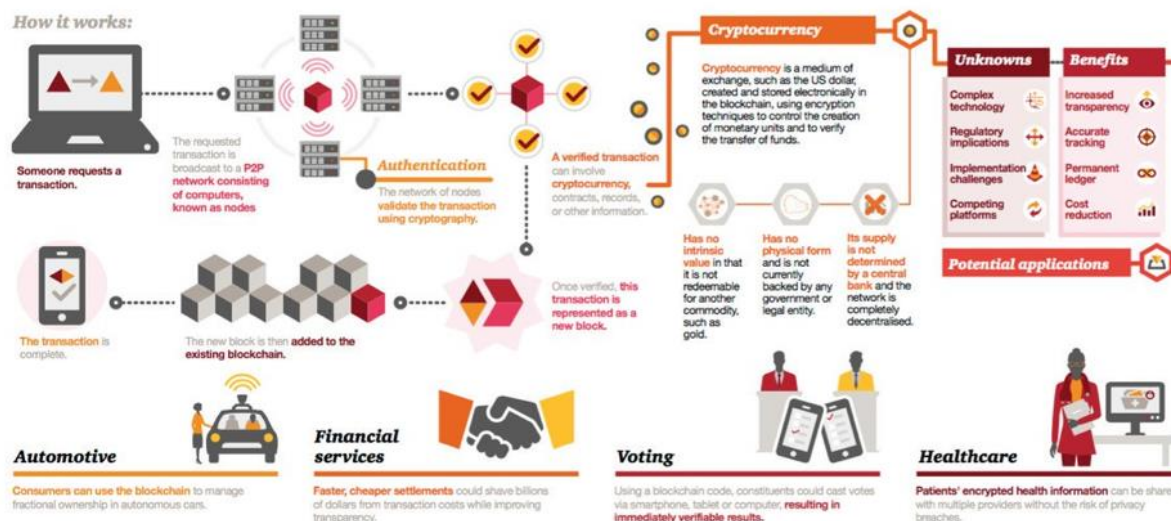 How it works:
Someone requests a
transaction.
The requested
transaction is
broadcast to a P2P
network consisting
of computers,
known as nodes
Authentication
The network of nodes
validate the transaction
using cryptography.
A verified transaction
can involve
cryptocurrency,
contracts, records,
or other information.
Once verified, this
transaction is
represented as a
new block.
The new block is then added to the
existing blockchain.
The transaction is
complete.
Cryptocurrency
Cryptocurrency is a medium of
exchange, such as the US dollar,
created and stored electronically in
the blockchain, using encryption
techniques to control the creation
of monetary units and to verify
the transfer of funds.
Has no
intrinsic
value in that
it is not
redeemable
for another
commodity,
such as
gold.
Has no
physical form
and is not
currently
backed by any
government or
legal entity.
Its supply
is not
determined
by a central
bank and the
network is
completely
decentralised.
Unknowns
Complex
technology
Regulatory
implications
Implementation
challenges
Competing
platforms
Benefits
Increased
transparency
Accurate
tracking
Permanent
ledger
Cost
reduction
Potential applications
Automotive
Consumers can use the blockchain to manage
fractional ownership in autonomous cars.
Financial
services
Faster, cheaper settlements could shave billions
of dollars from transaction costs while improving
transparency.
Voting
Using a blockchain code, constituents could cast votes
via smartphone, tablet or computer, resulting in
immediately verifiable results.
Healthcare
Patients' encrypted health information can be share
with multiple providers without the risk of privacy
breaches.